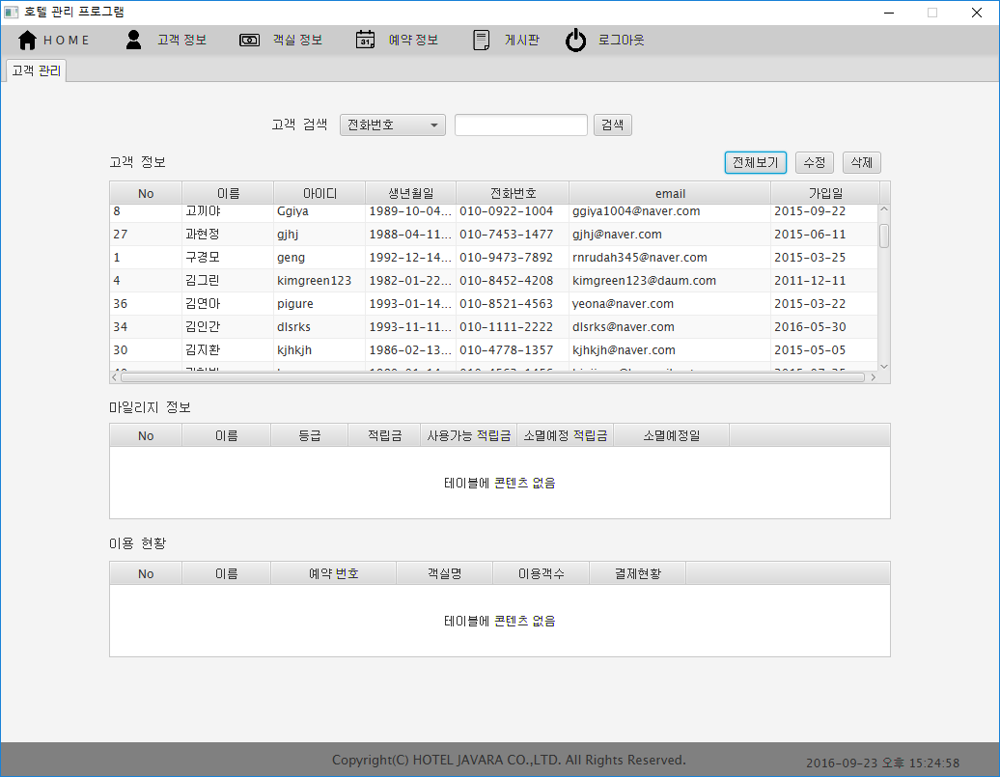 호텔 관리 프로그램
HOME 고객 정보 객실 정보 31 예약 정보 게시판 로그아웃
고객 관리
고객 검색 전화번호 검색
고객 정보 전체보기 수정 삭제
No 이름 아이디 생년월일 전화번호 email 가입일
8 고끼야 Ggiya 1989-10-04... 010-0922-1004 ggiya1004@naver.com 2015-09-22
27 과현정 gjhj 1988-04-11... 010-7453-1477 gjhj@naver.com 2015-06-11
1 구경모 geng 1992-12-14... 010-9473-7892 rnrudah345@naver.com 2015-03-25
4 김그린 kimgreen123 1982-01-22... 010-8452-4208 kimgreen123@daum.com 2011-12-11
36 김연아 pigure 1993-01-14... 010-8521-4563 yeona@naver.com 2015-03-22
34 김인간 dlsrks 1993-11-11... 010-1111-2222 dlsrks@naver.com 2016-05-30
30 김지환 kjhkjh 1986-02-13... 010-4778-1357 kjhkjh@naver.com 2015-05-05
마일리지 정보
No 이름 등급 적립금 사용가능 적립금 소멸예정 적립금 소멸예정일
테이블에 콘텐츠 없음
이용 현황
No 이름 예약 번호 객실명 이용객수 결제현황
테이블에 콘텐츠 없음
Copyright(C) HOTEL JAVARA CO.,LTD. All Rights Reserved.
2016-09-23 오후 15:24:58